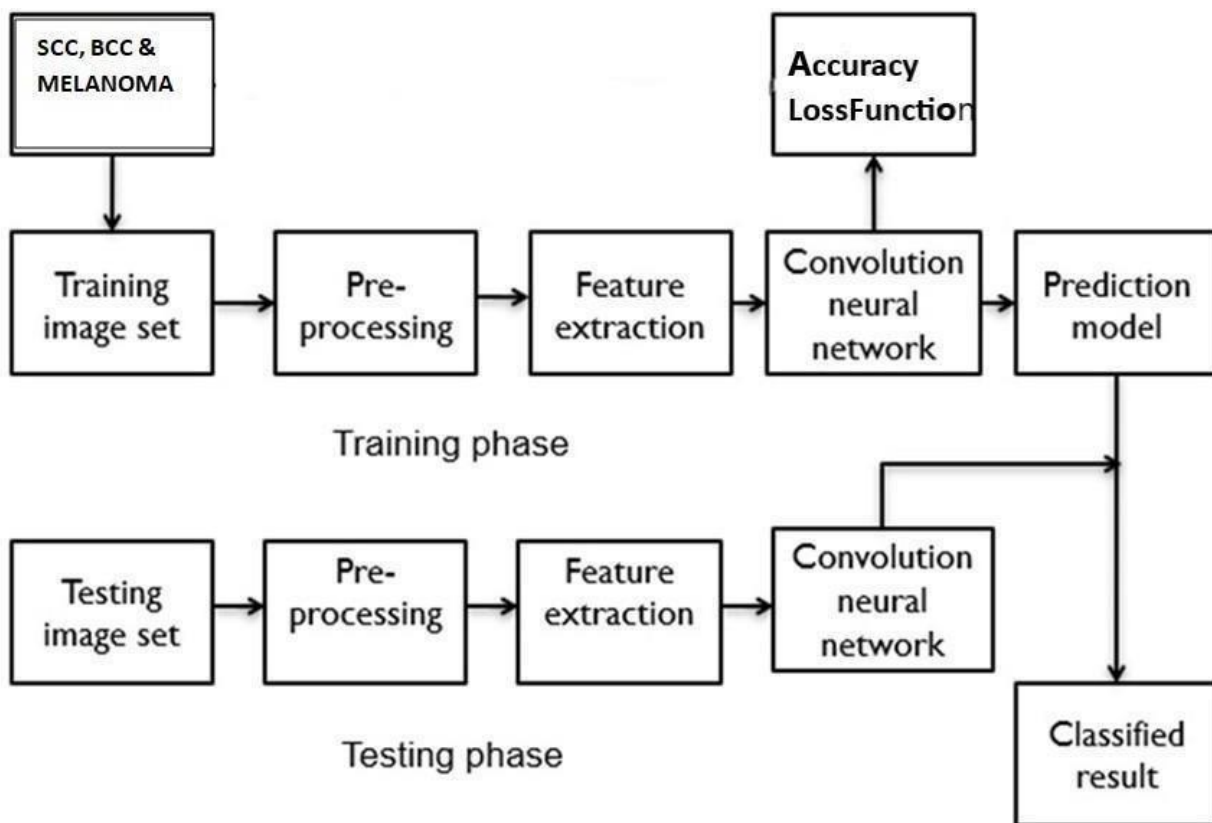 SCC, BCC &
MELANOMA
Accuracy
LossFunction
Training
image set
Pre-
processing
Feature
extraction
Convolution
neural
network
Prediction
model
Training phase
Testing
image set
Pre-
processing
Feature
extraction
Convolution
neural
network
Testing phase
Classified
result